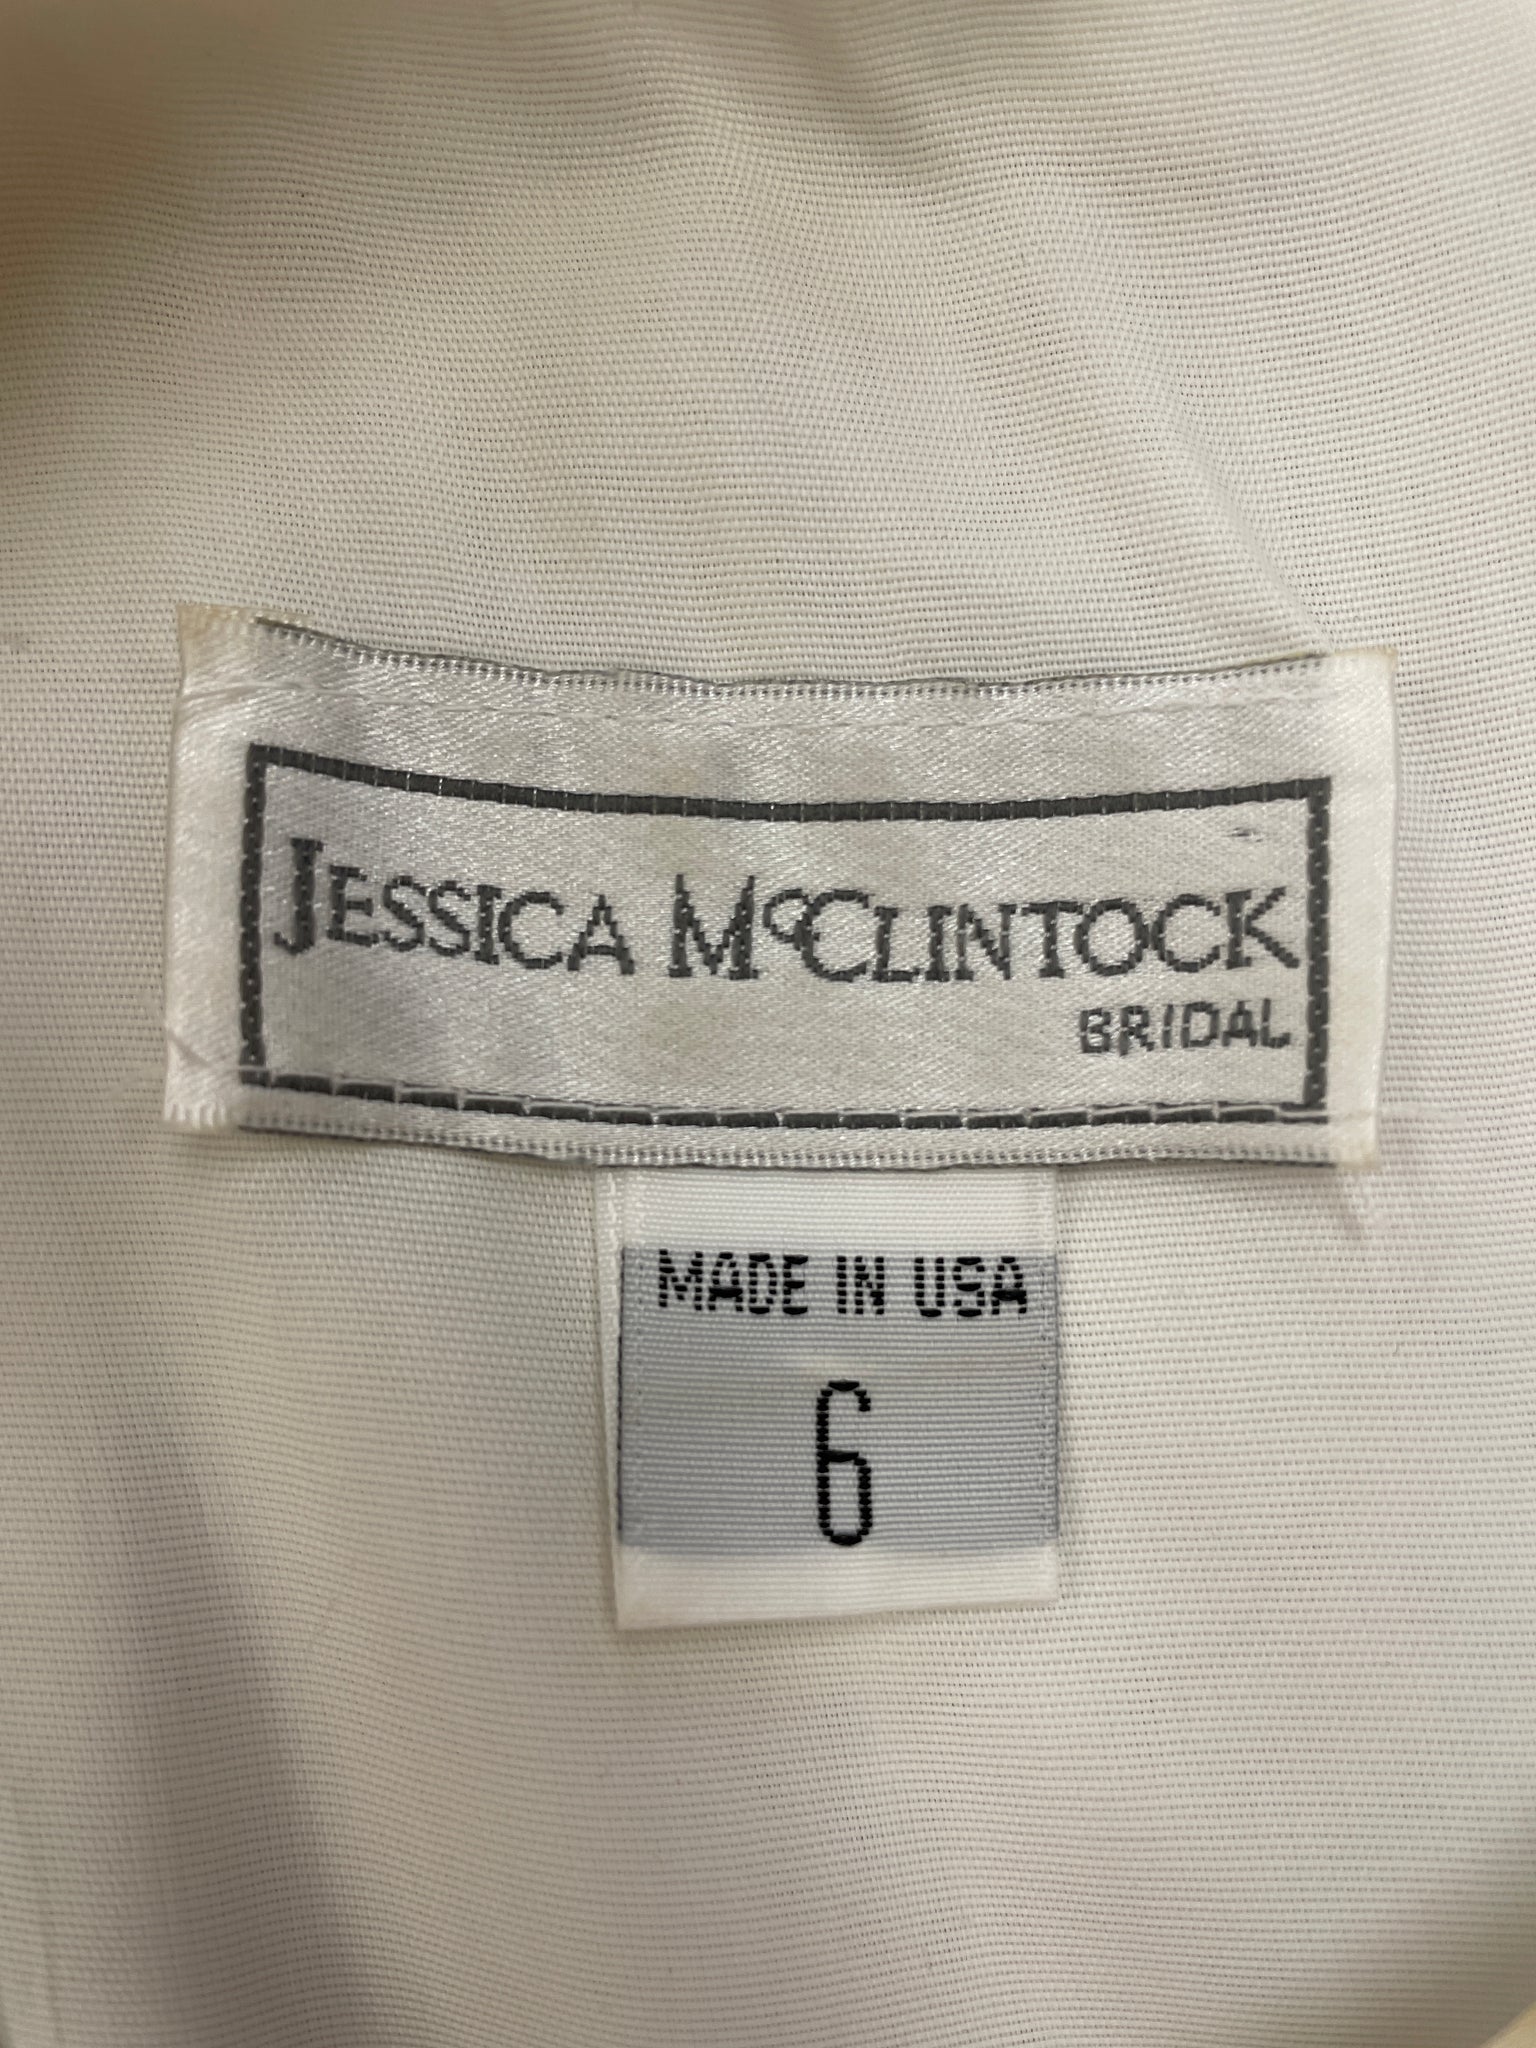 JESSICA McCLINTOCK
BRIDAL
MADE IN USA
6